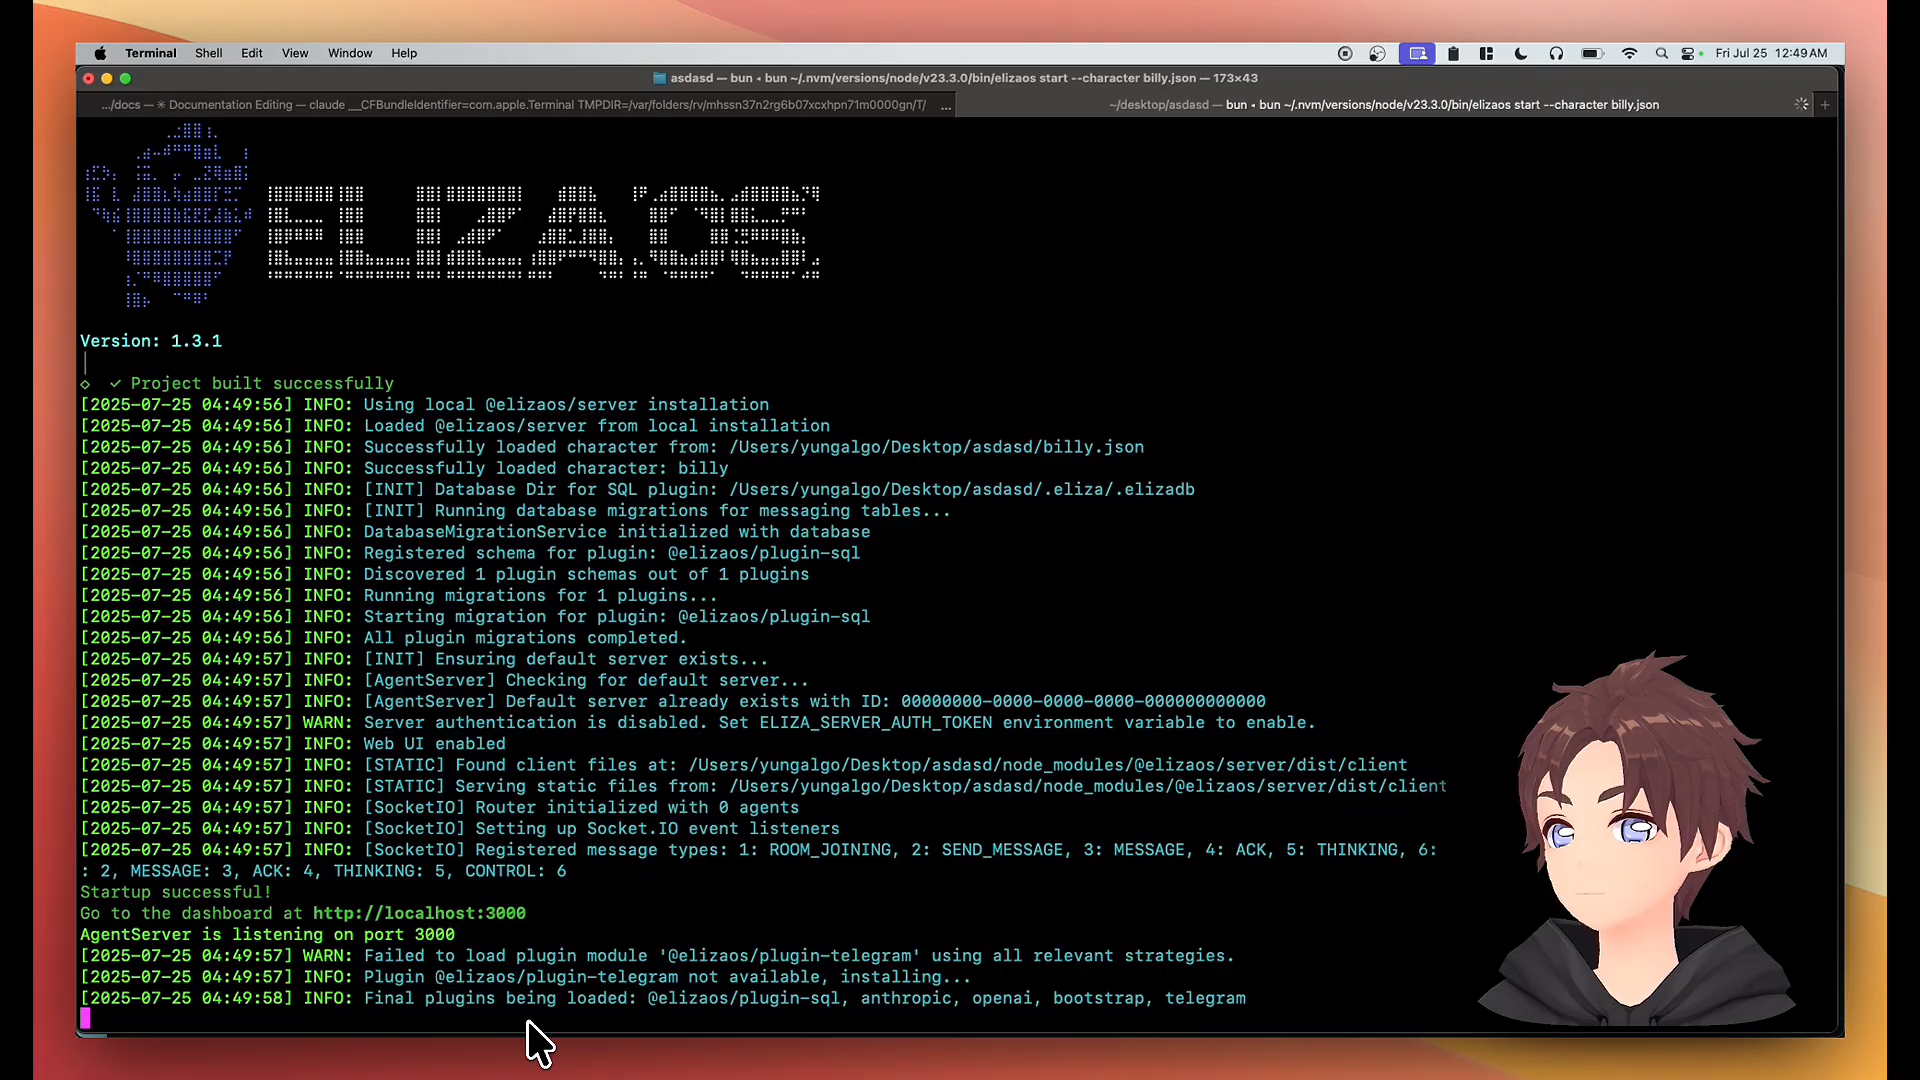 Terminal Shell Edit View Window Help Fri Jul 25 12:49AM
asdasd — bun ◂ bun ~/.nvm/versions/node/v23.3.0/bin/elizaos start --character billy.json — 173×43
.../docs — ✳ Documentation Editing — claude __CFBundleIdentifier=com.apple.Terminal TMPDIR=/var/folders/rv/mhssn37n2rg6b07xcxhpn71m0000gn/T/ ...
~/desktop/asdasd — bun ◂ bun ~/.nvm/versions/node/v23.3.0/bin/elizaos start --character billy.json
ELIZA.OS
Version: 1.3.1
◇ ✓ Project built successfully
[2025-07-25 04:49:56] INFO: Using local @elizaos/server installation
[2025-07-25 04:49:56] INFO: Loaded @elizaos/server from local installation
[2025-07-25 04:49:56] INFO: Successfully loaded character from: /Users/yungalgo/Desktop/asdasd/billy.json
[2025-07-25 04:49:56] INFO: Successfully loaded character: billy
[2025-07-25 04:49:56] INFO: [INIT] Database Dir for SQL plugin: /Users/yungalgo/Desktop/asdasd/.eliza/.elizadb
[2025-07-25 04:49:56] INFO: [INIT] Running database migrations for messaging tables...
[2025-07-25 04:49:56] INFO: DatabaseMigrationService initialized with database
[2025-07-25 04:49:56] INFO: Registered schema for plugin: @elizaos/plugin-sql
[2025-07-25 04:49:56] INFO: Discovered 1 plugin schemas out of 1 plugins
[2025-07-25 04:49:56] INFO: Running migrations for 1 plugins...
[2025-07-25 04:49:56] INFO: Starting migration for plugin: @elizaos/plugin-sql
[2025-07-25 04:49:56] INFO: All plugin migrations completed.
[2025-07-25 04:49:57] INFO: [INIT] Ensuring default server exists...
[2025-07-25 04:49:57] INFO: [AgentServer] Checking for default server...
[2025-07-25 04:49:57] INFO: [AgentServer] Default server already exists with ID: 00000000-0000-0000-0000-000000000000
[2025-07-25 04:49:57] WARN: Server authentication is disabled. Set ELIZA_SERVER_AUTH_TOKEN environment variable to enable.
[2025-07-25 04:49:57] INFO: Web UI enabled
[2025-07-25 04:49:57] INFO: [STATIC] Found client files at: /Users/yungalgo/Desktop/asdasd/node_modules/@elizaos/server/dist/client
[2025-07-25 04:49:57] INFO: [STATIC] Serving static files from: /Users/yungalgo/Desktop/asdasd/node_modules/@elizaos/server/dist/client
[2025-07-25 04:49:57] INFO: [SocketIO] Router initialized with 0 agents
[2025-07-25 04:49:57] INFO: [SocketIO] Setting up Socket.IO event listeners
[2025-07-25 04:49:57] INFO: [SocketIO] Registered message types: 1: ROOM_JOINING, 2: SEND_MESSAGE, 3: MESSAGE, 4: ACK, 5: THINKING, 6:
: 2, MESSAGE: 3, ACK: 4, THINKING: 5, CONTROL: 6
Startup successful!
Go to the dashboard at http://localhost:3000
AgentServer is listening on port 3000
[2025-07-25 04:49:57] WARN: Failed to load plugin module '@elizaos/plugin-telegram' using all relevant strategies.
[2025-07-25 04:49:57] INFO: Plugin @elizaos/plugin-telegram not available, installing...
[2025-07-25 04:49:58] INFO: Final plugins being loaded: @elizaos/plugin-sql, anthropic, openai, bootstrap, telegram